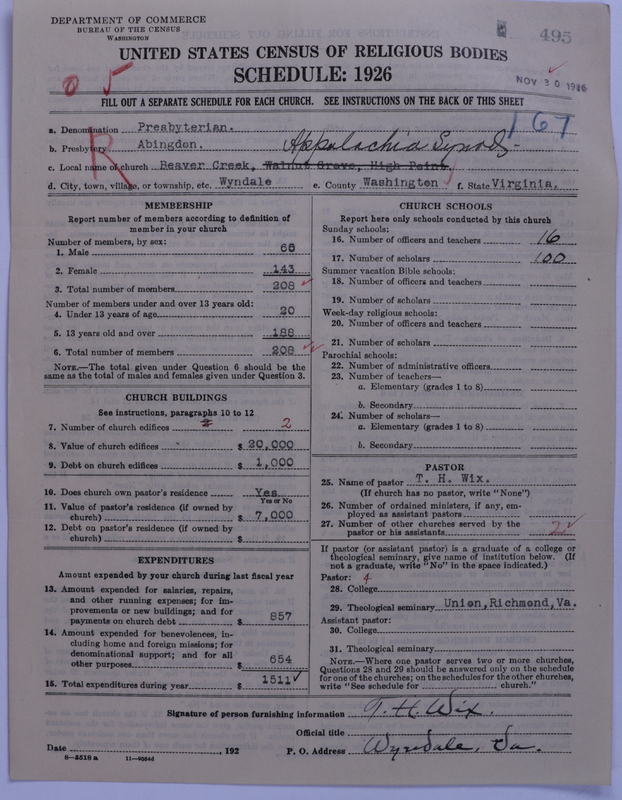 DEPARTMENT OF COMMERCE
BUREAU OF THE CENSUS
WASHINGTON
495
UNITED STATES CENSUS OF RELIGIOUS BODIES
SCHEDULE: 1926
NOV 30 1926
FILL OUT A SEPARATE SCHEDULE FOR EACH CHURCH. SEE INSTRUCTIONS ON THE BACK OF THIS SHEET
167
a. Denomination Presbyterian.
b. Presbytery Abingdon. Appalachia Synod-
c. Local name of church Beaver Creek, Walnut Grove, High Point.
d. City, town, village, or township, etc. Wyndale e. County Washington f. State Virginia.
MEMBERSHIP
Report number of members according to definition of
member in your church
Number of members, by sex:
1. Male
2. Female 143
3. Total number of members 208
Number of members under and over 13 years old:
4. Under 13 years of age 20
5. 13 years old and over 188
6. Total number of members 208
NOTE.—The total given under Question 6 should be the
same as the total of males and females given under Question 3.
CHURCH BUILDINGS
See instructions, paragraphs 10 to 12
7. Number of church edifices 2
8. Value of church edifices $ 20,000
9. Debt on church edifices $ 1,000
10. Does church own pastor's residence Yes
Yes or No
11. Value of pastor's residence (if owned by
church) $ 7,000
12. Debt on pastor's residence (if owned by
church) $
EXPENDITURES
Amount expended by your church during last fiscal year
13. Amount expended for salaries, repairs,
and other running expenses; for im-
provements or new buildings; and for
payments on church debt $ 857
14. Amount expended for benevolences, in-
cluding home and foreign missions; for
denominational support; and for all
other purposes $ 654
15. Total expenditures during year $ 1511
CHURCH SCHOOLS
Report here only schools conducted by this church
Sunday schools:
16. Number of officers and teachers 16
17. Number of scholars 100
Summer vacation Bible schools:
18. Number of officers and teachers
19. Number of scholars
Week-day religious schools:
20. Number of officers and teachers
21. Number of scholars
Parochial schools:
22. Number of administrative officers
23. Number of teachers—
a. Elementary (grades 1 to 8)
b. Secondary
24. Number of scholars—
a. Elementary (grades 1 to 8)
b. Secondary
PASTOR
25. Name of pastor T. H. Wix.
(If church has no pastor, write "None")
26. Number of ordained ministers, if any, em-
ployed as assistant pastors
27. Number of other churches served by the
pastor or his assistants 2
If pastor (or assistant pastor) is a graduate of a college or
theological seminary, give name of institution below. (If
not a graduate, write "No" in the space indicated.)
Pastor: 4
28. College
29. Theological seminary Union, Richmond, Va.
Assistant pastor:
30. College
31. Theological seminary
NOTE.—Where one pastor serves two or more churches,
Questions 28 and 29 should be answered only on the schedule
for one of the churches; on the schedules for the other churches,
write "See schedule for church."
Signature of person furnishing information T. H. Wix.
Official title
Date , 192 P. O. Address Wyndale, Va.
8-5518 a